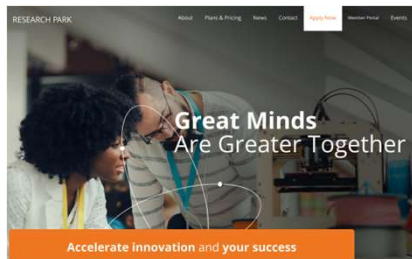 RESEARCH PARK
About Plans & Pricing News Contact Apply Now Member Portal Events
Great Minds
Are Greater Together
Accelerate innovation and your success